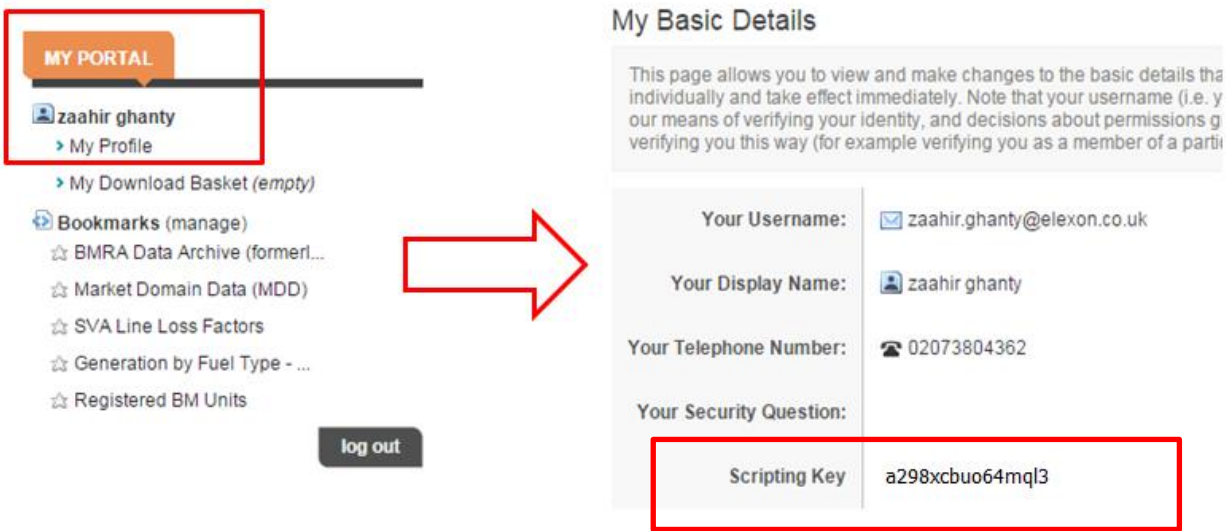 MY PORTAL
zaahir ghanty
My Profile
My Download Basket (empty)
Bookmarks (manage)
BMRA Data Archive (formerl...
Market Domain Data (MDD)
SVA Line Loss Factors
Generation by Fuel Type - ...
Registered BM Units
log out
My Basic Details
This page allows you to view and make changes to the basic details tha
individually and take effect immediately. Note that your username (i.e. y
our means of verifying your identity, and decisions about permissions g
verifying you this way (for example verifying you as a member of a parti
Your Username: zaahir.ghanty@elexon.co.uk
Your Display Name: zaahir ghanty
Your Telephone Number: 02073804362
Your Security Question:
Scripting Key a298xcbuo64mql3